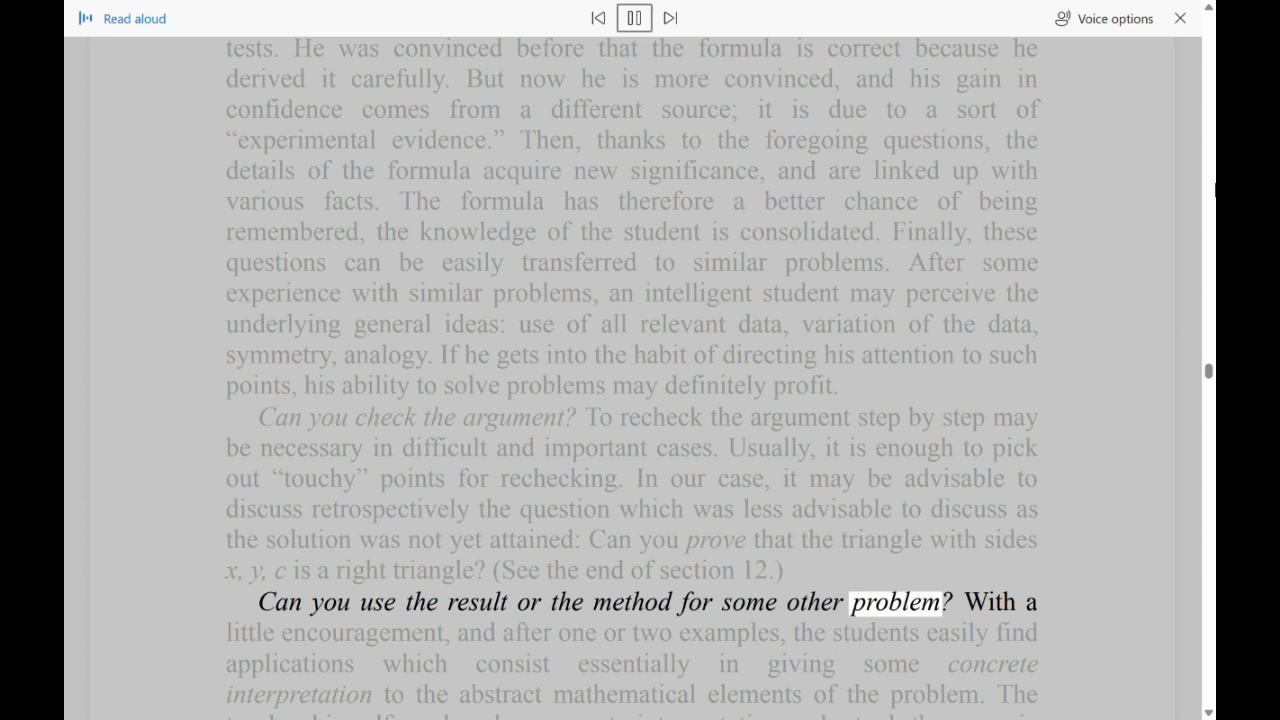 Read aloud
Voice options
tests. He was convinced before that the formula is correct because he
derived it carefully. But now he is more convinced, and his gain in
confidence comes from a different source; it is due to a sort of
“experimental evidence.” Then, thanks to the foregoing questions, the
details of the formula acquire new significance, and are linked up with
various facts. The formula has therefore a better chance of being
remembered, the knowledge of the student is consolidated. Finally, these
questions can be easily transferred to similar problems. After some
experience with similar problems, an intelligent student may perceive the
underlying general ideas: use of all relevant data, variation of the data,
symmetry, analogy. If he gets into the habit of directing his attention to such
points, his ability to solve problems may definitely profit.
Can you check the argument? To recheck the argument step by step may
be necessary in difficult and important cases. Usually, it is enough to pick
out “touchy” points for rechecking. In our case, it may be advisable to
discuss retrospectively the question which was less advisable to discuss as
the solution was not yet attained: Can you prove that the triangle with sides
x, y, c is a right triangle? (See the end of section 12.)
Can you use the result or the method for some other problem? With a
little encouragement, and after one or two examples, the students easily find
applications which consist essentially in giving some concrete
interpretation to the abstract mathematical elements of the problem. The